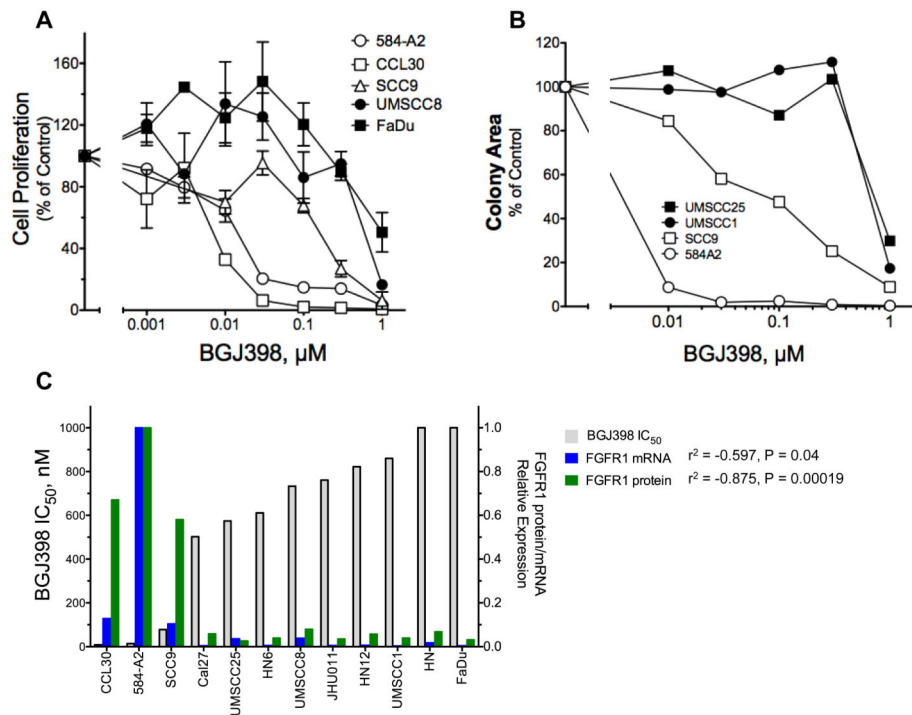 A
Cell Proliferation
(% of Control)
160
120
80
40
0
0.001
0.01
0.1
1
BGJ398, µM
584-A2
CCL30
SCC9
UMSCC8
FaDu
B
Colony Area
% of Control
120
100
80
60
40
20
0
0.01
0.1
1
BGJ398, µM
UMSCC25
UMSCC1
SCC9
584A2
C
BGJ398 IC50, nM
1000
800
600
400
200
0
1.0
0.8
0.6
0.4
0.2
0.0
FGFR1 protein/mRNA
Relative Expression
CCL30
584-A2
SCC9
Cal27
UMSCC25
HN6
UMSCC8
JHU011
HN12
UMSCC1
HN
FaDu
BGJ398 IC50
FGFR1 mRNA r² = -0.597, P = 0.04
FGFR1 protein r² = -0.875, P = 0.00019